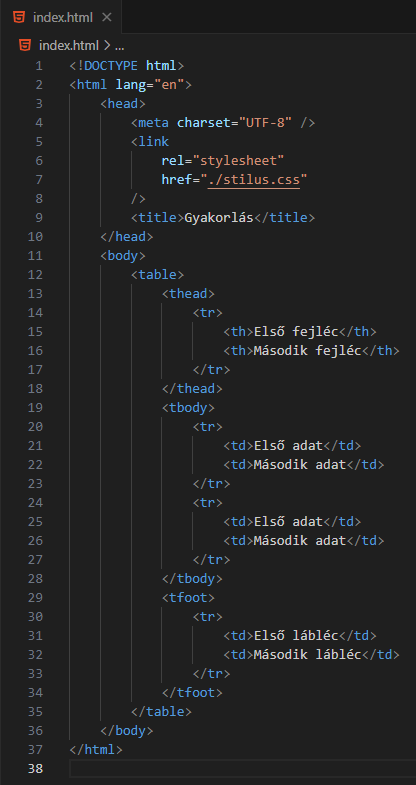 index.html ×
index.html > ...
1 <!DOCTYPE html>
2 <html lang="en">
3     <head>
4         <meta charset="UTF-8" />
5         <link
6             rel="stylesheet"
7             href="./stilus.css"
8         />
9         <title>Gyakorlás</title>
10     </head>
11     <body>
12         <table>
13             <thead>
14                 <tr>
15                     <th>Első fejléc</th>
16                     <th>Második fejléc</th>
17                 </tr>
18             </thead>
19             <tbody>
20                 <tr>
21                     <td>Első adat</td>
22                     <td>Második adat</td>
23                 </tr>
24                 <tr>
25                     <td>Első adat</td>
26                     <td>Második adat</td>
27                 </tr>
28             </tbody>
29             <tfoot>
30                 <tr>
31                     <td>Első lábléc</td>
32                     <td>Második lábléc</td>
33                 </tr>
34             </tfoot>
35         </table>
36     </body>
37 </html>
38